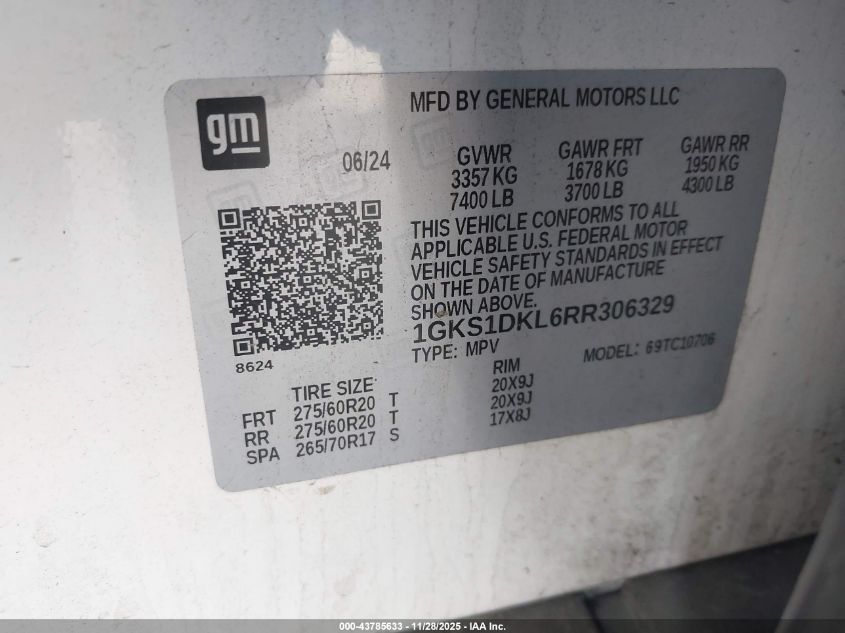 gm
MFD BY GENERAL MOTORS LLC
06/24
GVWR GAWR FRT GAWR RR
3357 KG 1678 KG 1950 KG
7400 LB 3700 LB 4300 LB
THIS VEHICLE CONFORMS TO ALL
APPLICABLE U.S. FEDERAL MOTOR
VEHICLE SAFETY STANDARDS IN EFFECT
ON THE DATE OF MANUFACTURE
SHOWN ABOVE.
1GKS1DKL6RR306329
8624
TYPE: MPV MODEL: 69TC10706
TIRE SIZE RIM
FRT 275/60R20 T 20X9J
RR 275/60R20 T 20X9J
SPA 265/70R17 S 17X8J
000-43785633 - 11/28/2025 - IAA Inc.